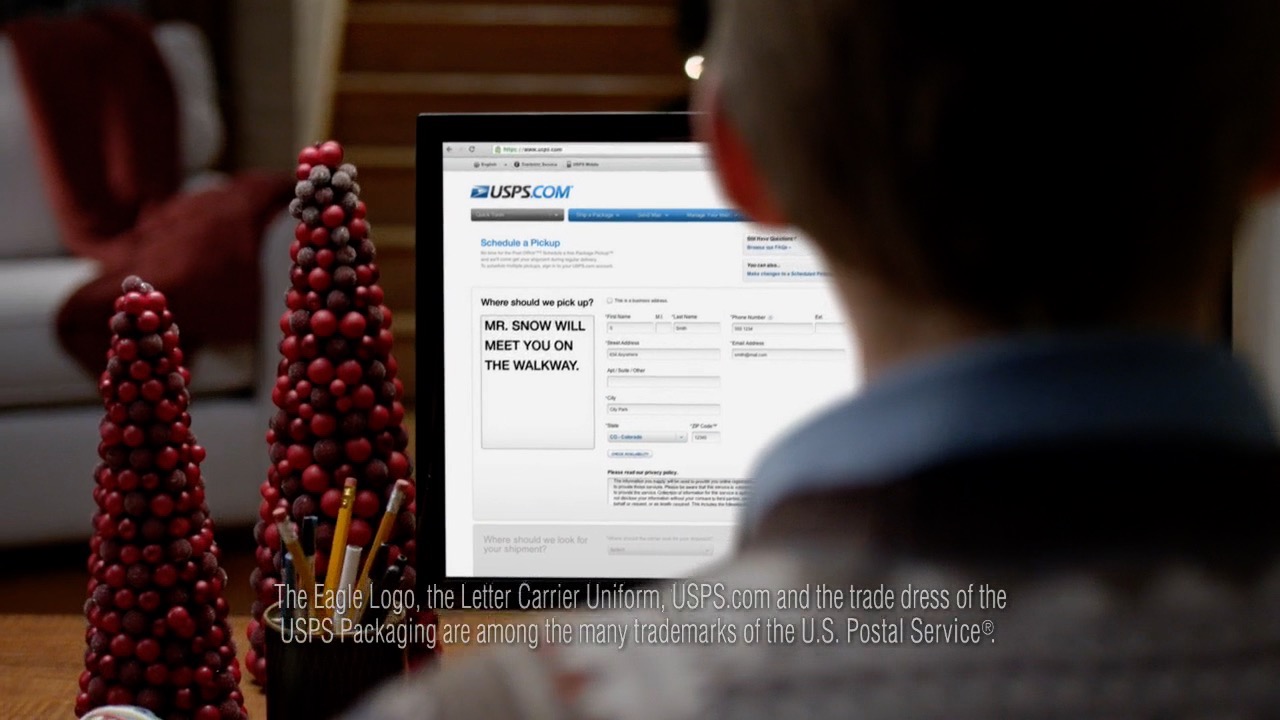 https://www.usps.com
English
Customer Service
USPS Mobile
USPS.COM
Quick Tools
Ship a Package
Send Mail
Manage Your Mail
Schedule a Pickup
Still Have Questions?
Browse our FAQs
You can also...
Make changes to a Scheduled
Where should we pick up?
This is a business address.
MR. SNOW WILL
MEET YOU ON
THE WALKWAY.
*First Name
M.I.
*Last Name
*Phone Number
Ext.
Smith
555 1234
*Street Address
*Email Address
smith@mail.com
Apt / Suite / Other
*City
City Park
*State
*ZIP Code™
CO - Colorado
12345
CHECK AVAILABILITY
Please read our privacy policy.
Where should we look for
your shipment?
The Eagle Logo, the Letter Carrier Uniform, USPS.com and the trade dress of the
USPS Packaging are among the many trademarks of the U.S. Postal Service®.